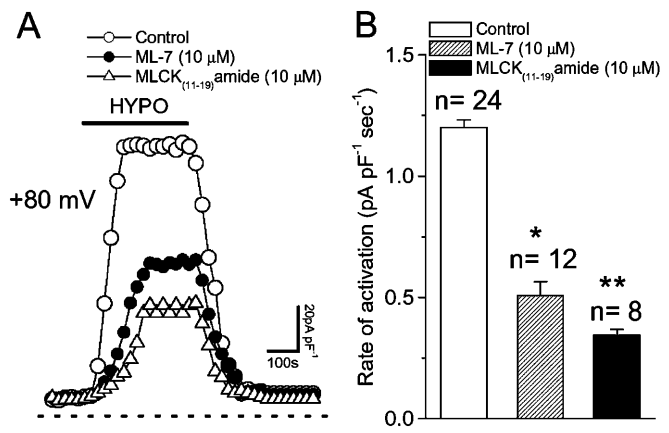 A
Control
ML-7 (10 μM)
MLCK(11-19)amide (10 μM)
HYPO
+80 mV
20pA pF-1
100s
B
Control
ML-7 (10 μM)
MLCK(11-19)amide (10 μM)
Rate of activation (pA pF-1 sec-1)
1.5
1.2
0.9
0.5
0.0
n= 24
*
n= 12
**
n= 8